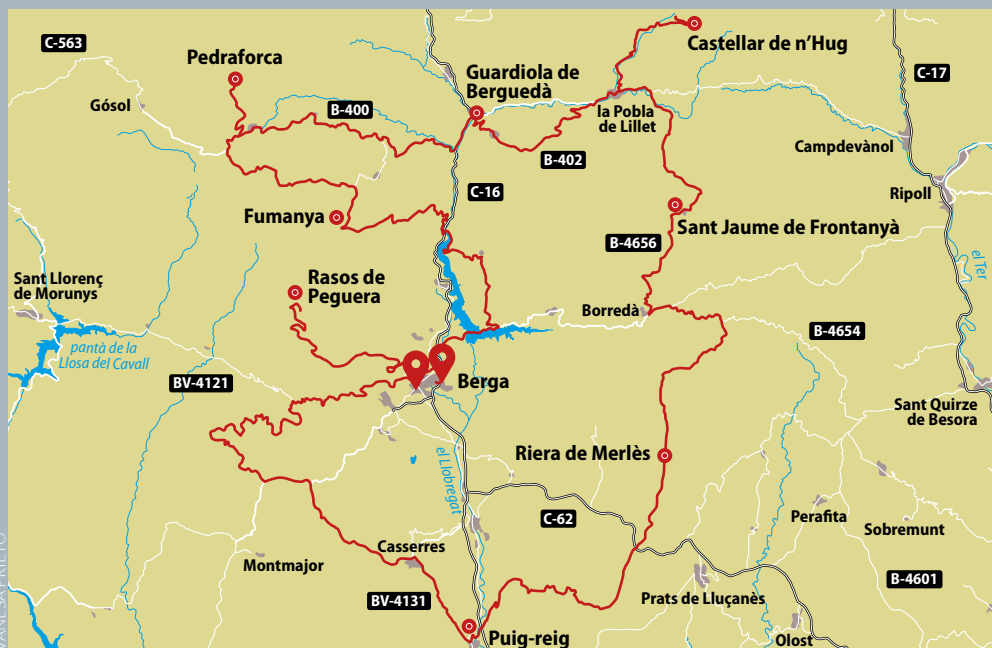 C-563
Pedraforca
Gósol
B-400
Guardiola de
Berguedà
Castellar de n'Hug
C-17
la Pobla
de Lillet
B-402
Campdevànol
Ripoll
C-16
Fumanya
B-4656
Sant Jaume de Frontanyà
el Ter
Rasos de
Peguera
Sant Llorenç
de Morunys
Borredà
B-4654
pantà de la
Llosa del Cavall
BV-4121
Berga
Sant Quirze
de Besora
el Llobregat
Riera de Merlès
C-62
Perafita
Sobremunt
Casserres
Montmajor
B-4601
BV-4131
Prats de Lluçanès
Puig-reig
Olost
VANESSA PRIETO